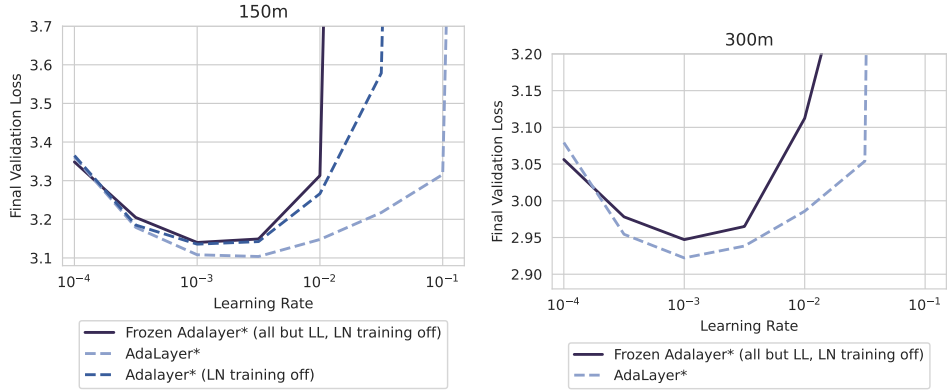 150m
Final Validation Loss
3.7
3.6
3.5
3.4
3.3
3.2
3.1
10⁻⁴
10⁻³
10⁻²
10⁻¹
Learning Rate
Frozen Adalayer* (all but LL, LN training off)
AdaLayer*
Adalayer* (LN training off)
300m
Final Validation Loss
3.20
3.15
3.10
3.05
3.00
2.95
2.90
10⁻⁴
10⁻³
10⁻²
10⁻¹
Learning Rate
Frozen Adalayer* (all but LL, LN training off)
AdaLayer*